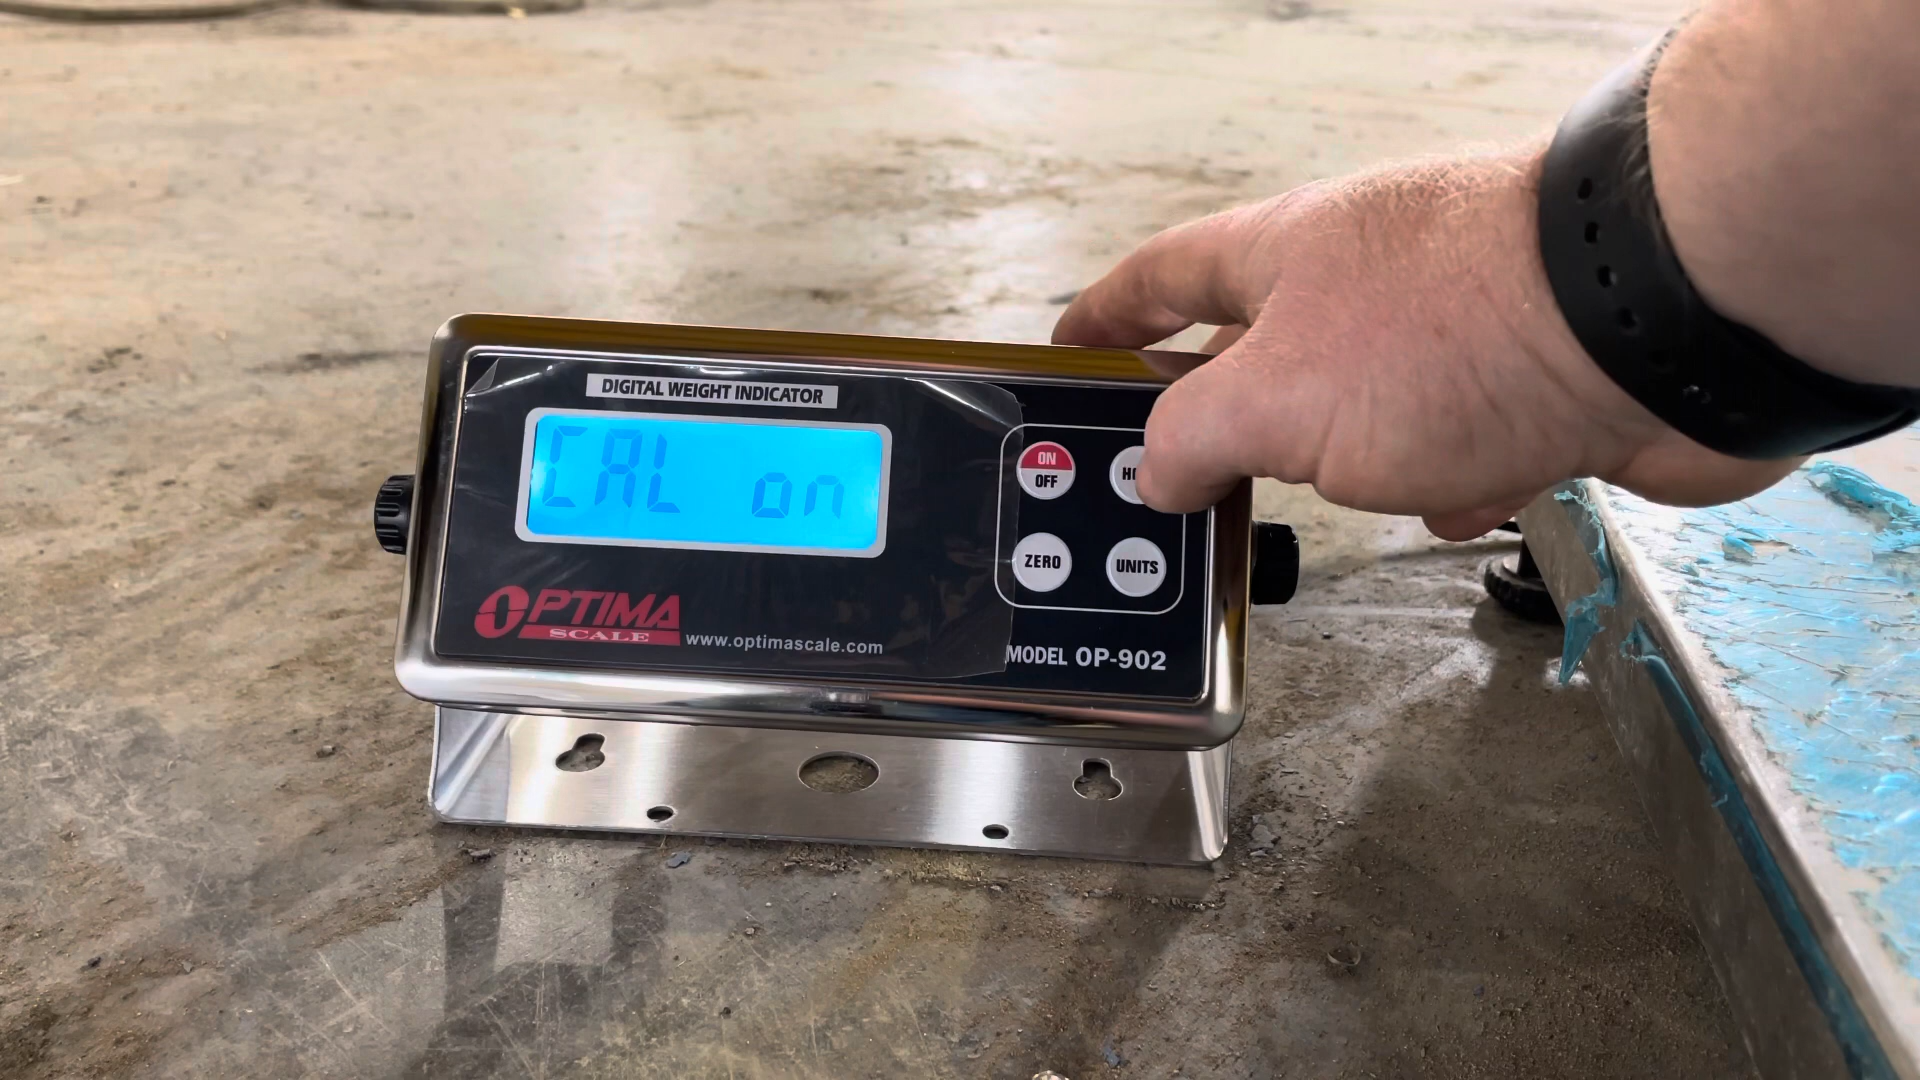 DIGITAL WEIGHT INDICATOR
CAL on
ON
OFF
ZERO
UNITS
OPTIMA
SCALE
www.optimascale.com
MODEL OP-902